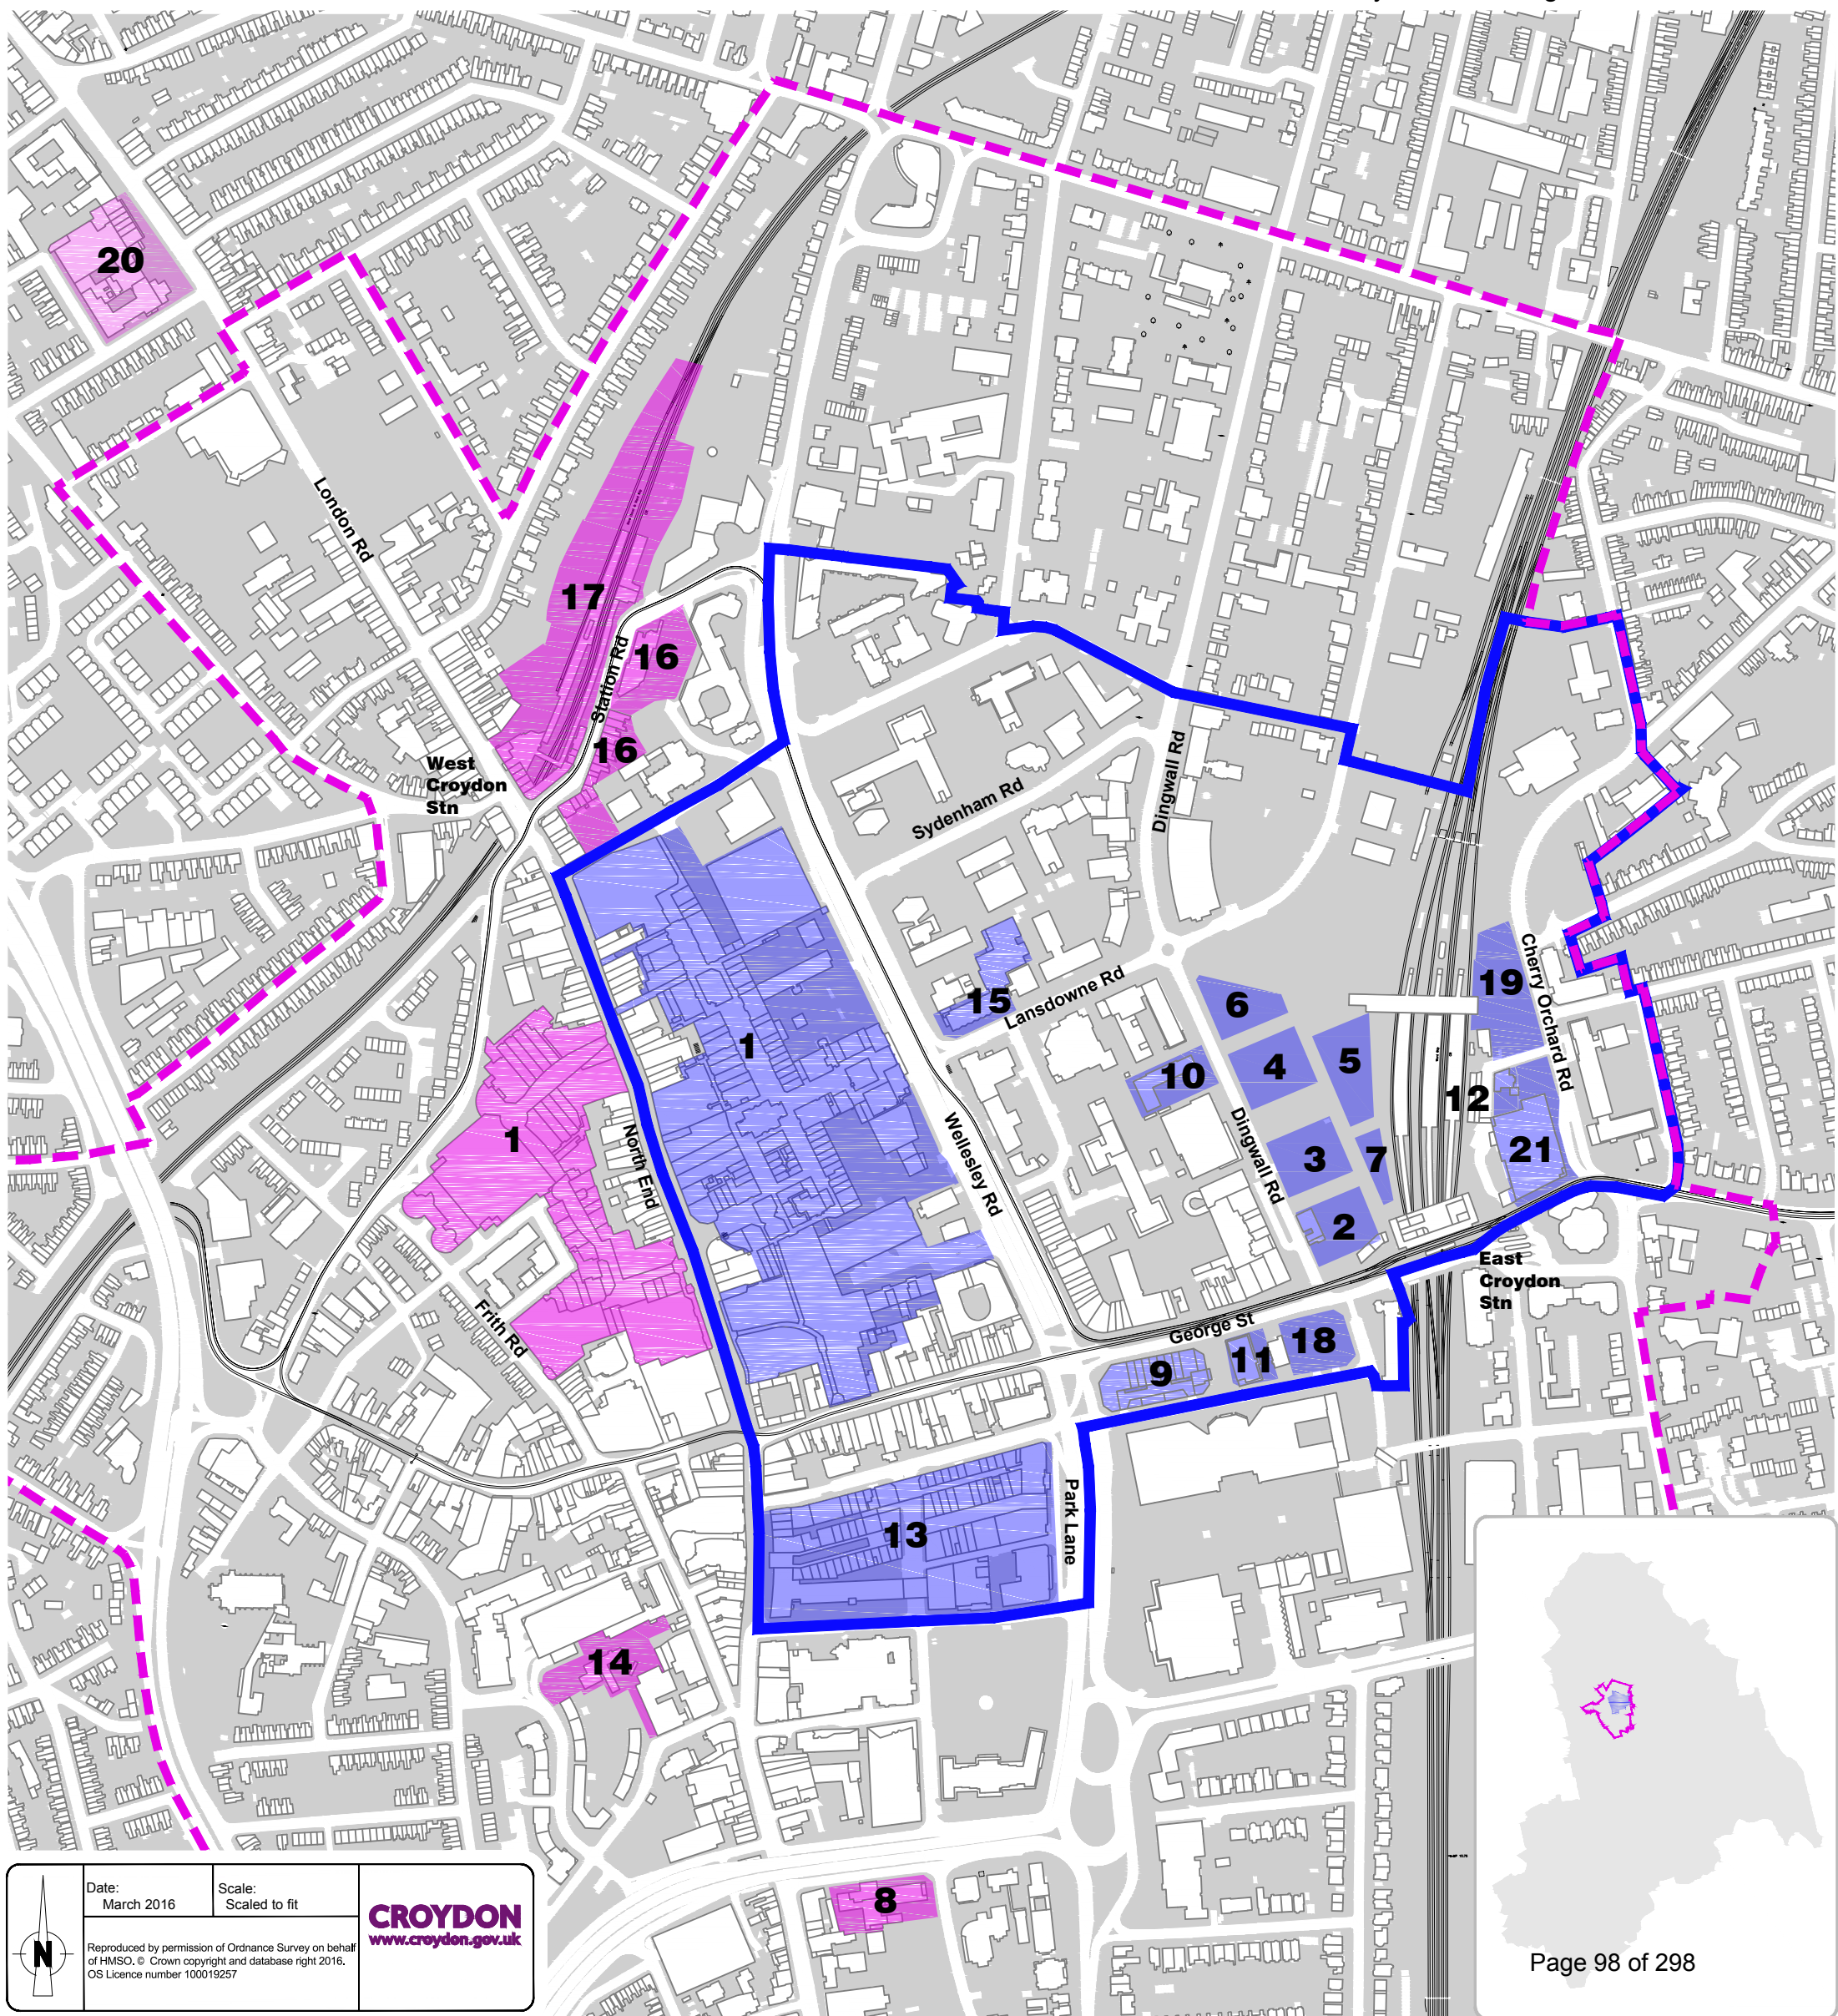 20
London Rd
17
Station Rd
16
16
West
Croydon
Stn
Sydenham Rd
Dingwall Rd
Cherry Orchard Rd
19
15
Lansdowne Rd
6
1
4
5
10
12
1
North End
Wellesley Rd
Dingwall Rd
3
7
21
2
East
Croydon
Stn
Frith Rd
George St
18
11
9
Park Lane
13
14
8
N
Date:
March 2016
Scale:
Scaled to fit
CROYDON
www.croydon.gov.uk
Reproduced by permission of Ordnance Survey on behalf
of HMSO. © Crown copyright and database right 2016.
OS Licence number 100019257
Page 98 of 298